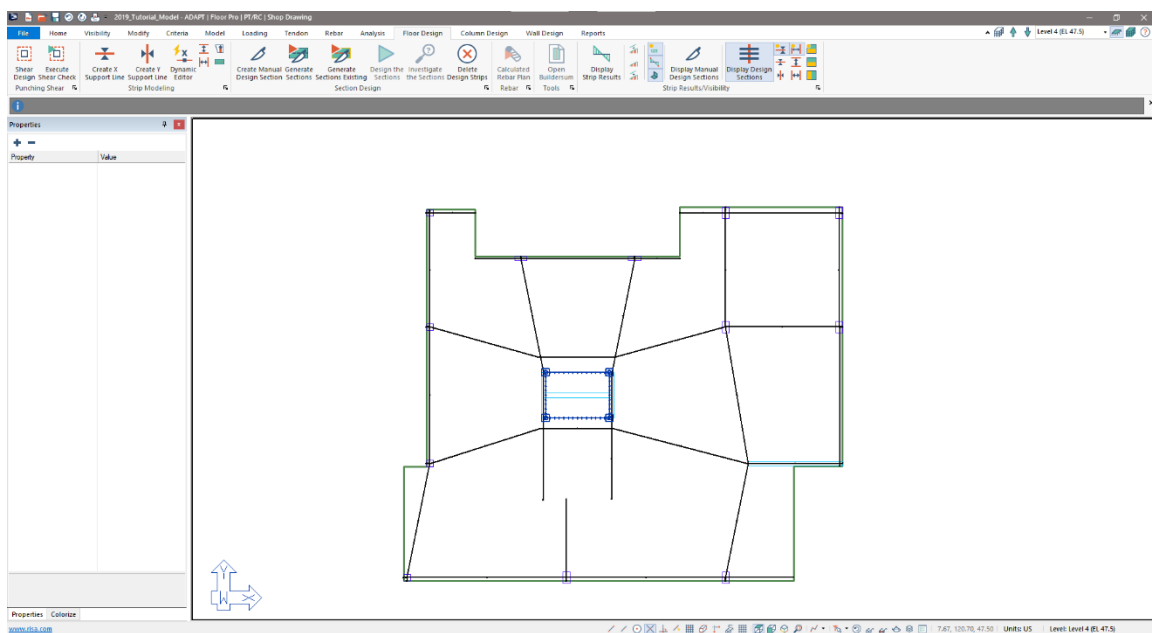 2019_Tutorial_Model - ADAPT | Floor Pro | PT/RC | Shop Drawing
File Home Visibility Modify Criteria Model Loading Tendon Rebar Analysis Floor Design Column Design Wall Design Reports
Level 4 (EL 47.5)
Shear Execute Create X Create Y Dynamic Create Manual Generate Generate Design the Investigate Delete Calculated Open Display Display Manual Display Design
Design Shear Check Support Line Support Line Editor Design Section Sections Sections Existing Sections the Sections Design Strips Rebar Plan Buildersum Strip Results Design Sections Sections
Punching Shear Strip Modeling Section Design Rebar Tools Strip Results/Visibility
Properties
Property Value
Y
W X
Properties Colorize
www.risa.com 7.67, 120.70, 47.50 Units: US Level: Level 4 (EL 47.5)